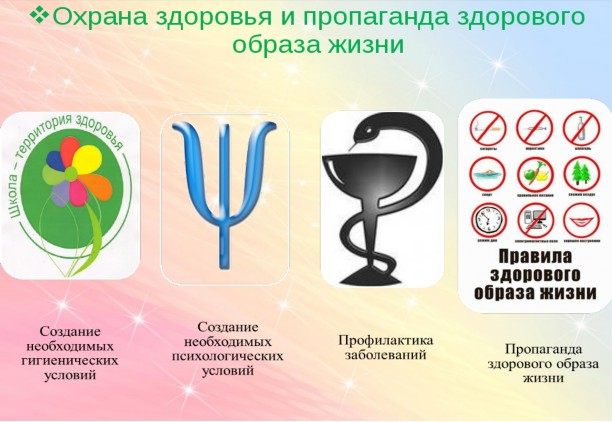 Охрана здоровья и пропаганда здорового
образа жизни
Школа – территория здоровья
Правила
здорового
образа жизни
Создание
необходимых
гигиенических
условий
Создание
необходимых
психологических
условий
Профилактика
заболеваний
Пропаганда
здорового образа
жизни